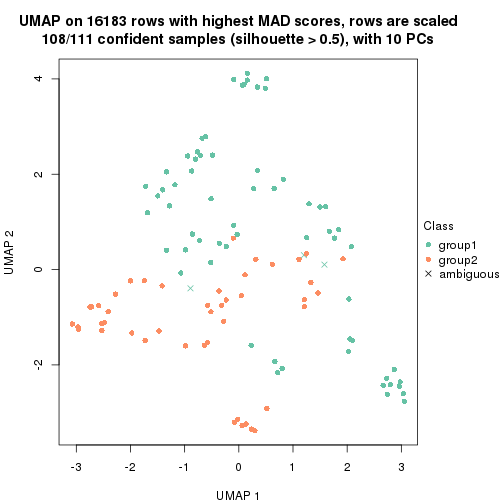 UMAP on 16183 rows with highest MAD scores, rows are scaled
108/111 confident samples (silhouette > 0.5), with 10 PCs
4
2
0
-2
UMAP 2
-3
-2
-1
0
1
2
3
UMAP 1
Class
group1
group2
ambiguous